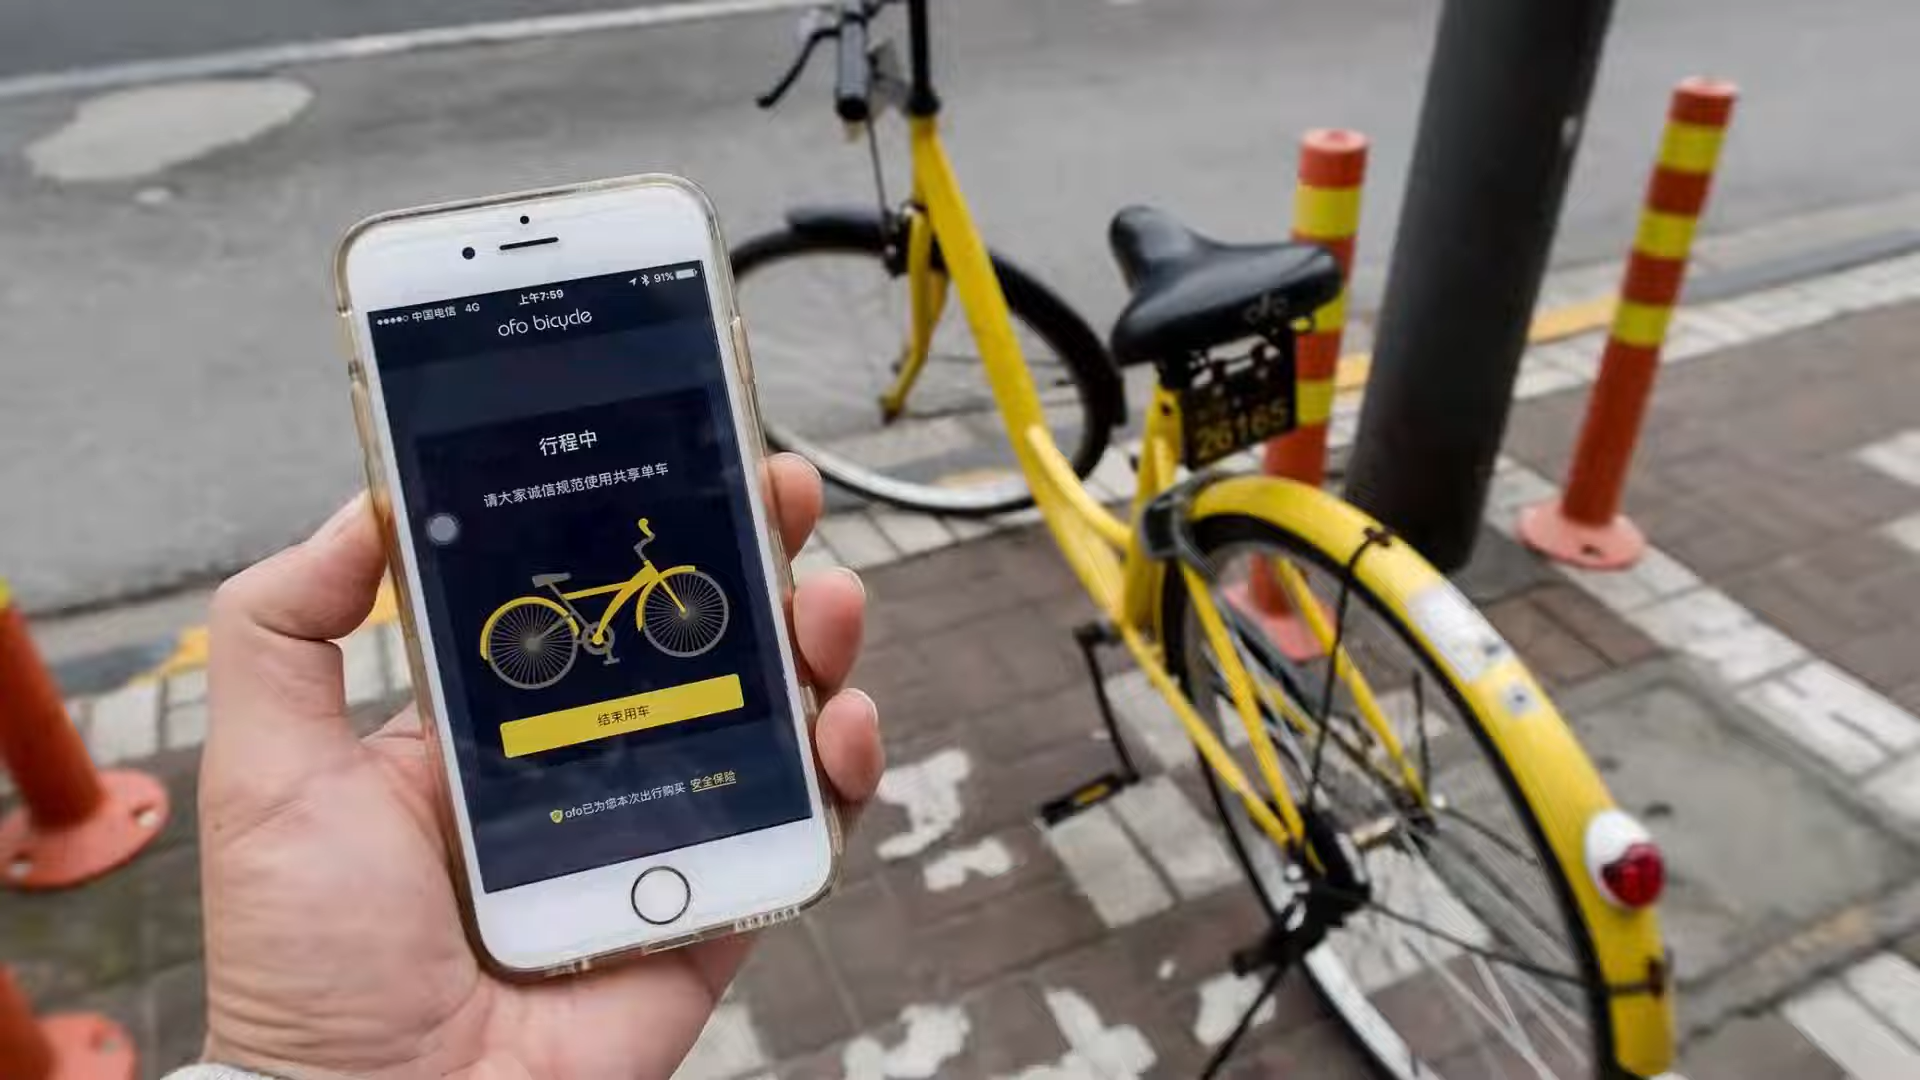 中国电信 4G 上午7:59 91%
ofo bicycle
行程中
请大家诚信规范使用共享单车
结束用车
ofo已为您本次出行购买 安全保险
ofo
26165